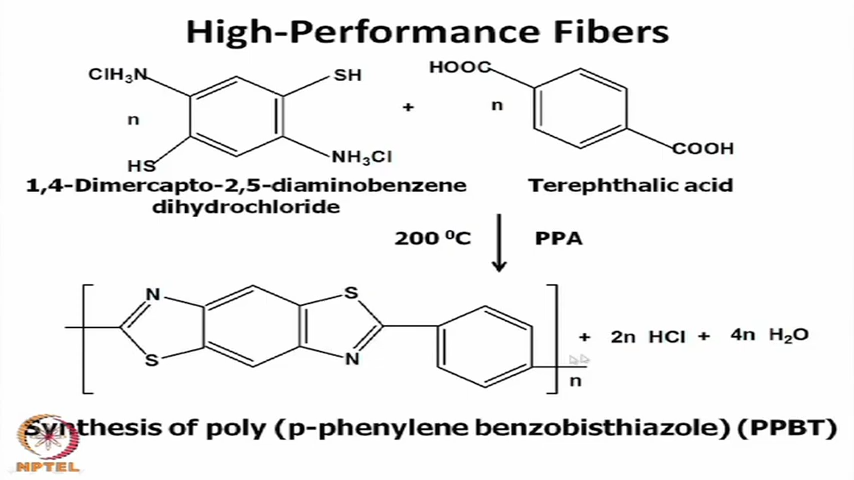 High-Performance Fibers
ClH₃N SH HOOC
n + n
HS NH₃Cl COOH
1,4-Dimercapto-2,5-diaminobenzene Terephthalic acid
dihydrochloride
200 ⁰C PPA
N S
+ 2n HCl + 4n H₂O
S N
n
Synthesis of poly (p-phenylene benzobisthiazole) (PPBT)
NPTEL